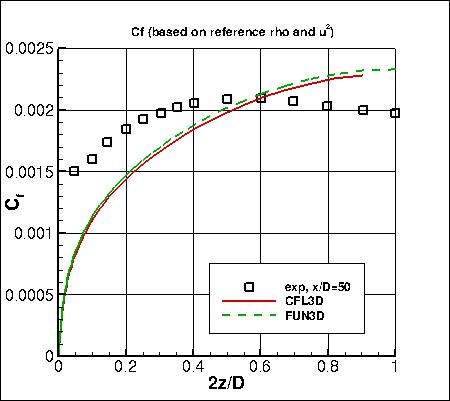 Cf (based on reference rho and u²)
0.0025
0.002
0.0015
0.001
0.0005
0
Cf
exp, x/D=50
CFL3D
FUN3D
0 0.2 0.4 0.6 0.8 1
2z/D